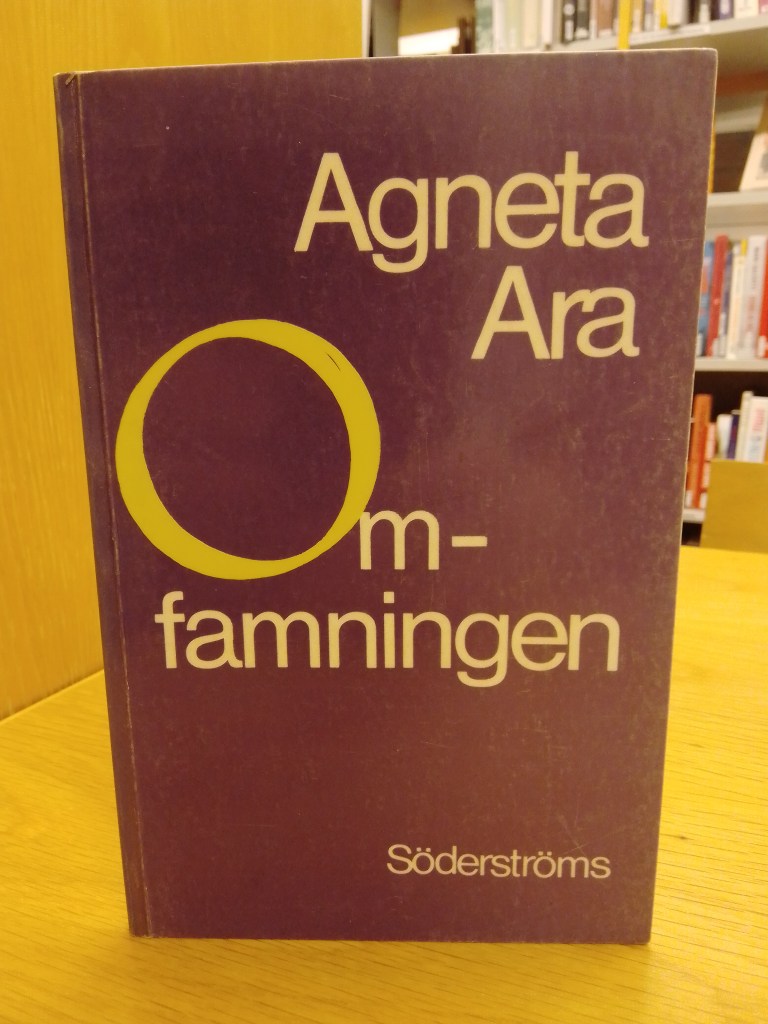 Agneta
Ara
Om-
famningen
Söderströms